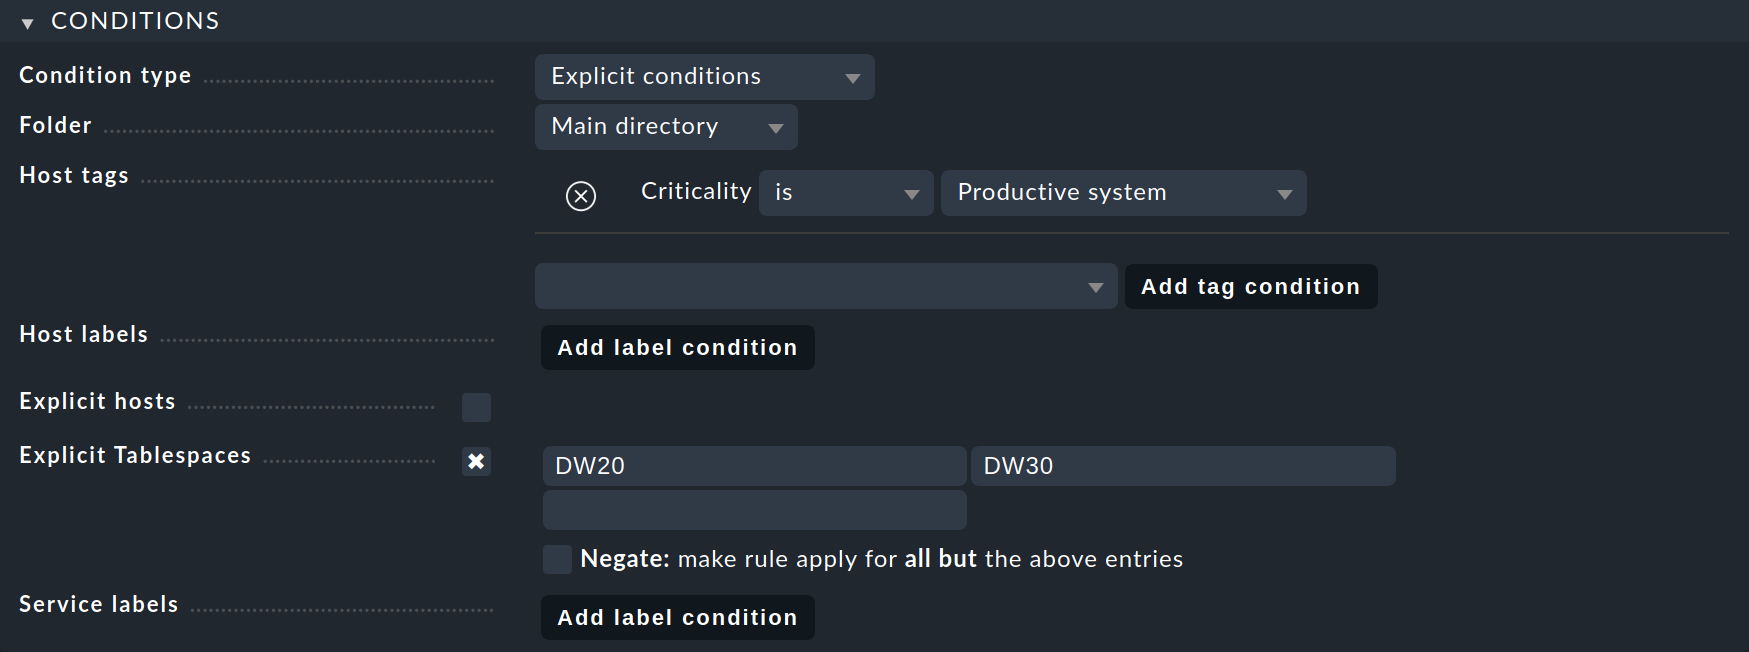 CONDITIONS
Condition type Explicit conditions
Folder Main directory
Host tags Criticality is Productive system
Add tag condition
Host labels Add label condition
Explicit hosts
Explicit Tablespaces DW20 DW30
Negate: make rule apply for all but the above entries
Service labels Add label condition